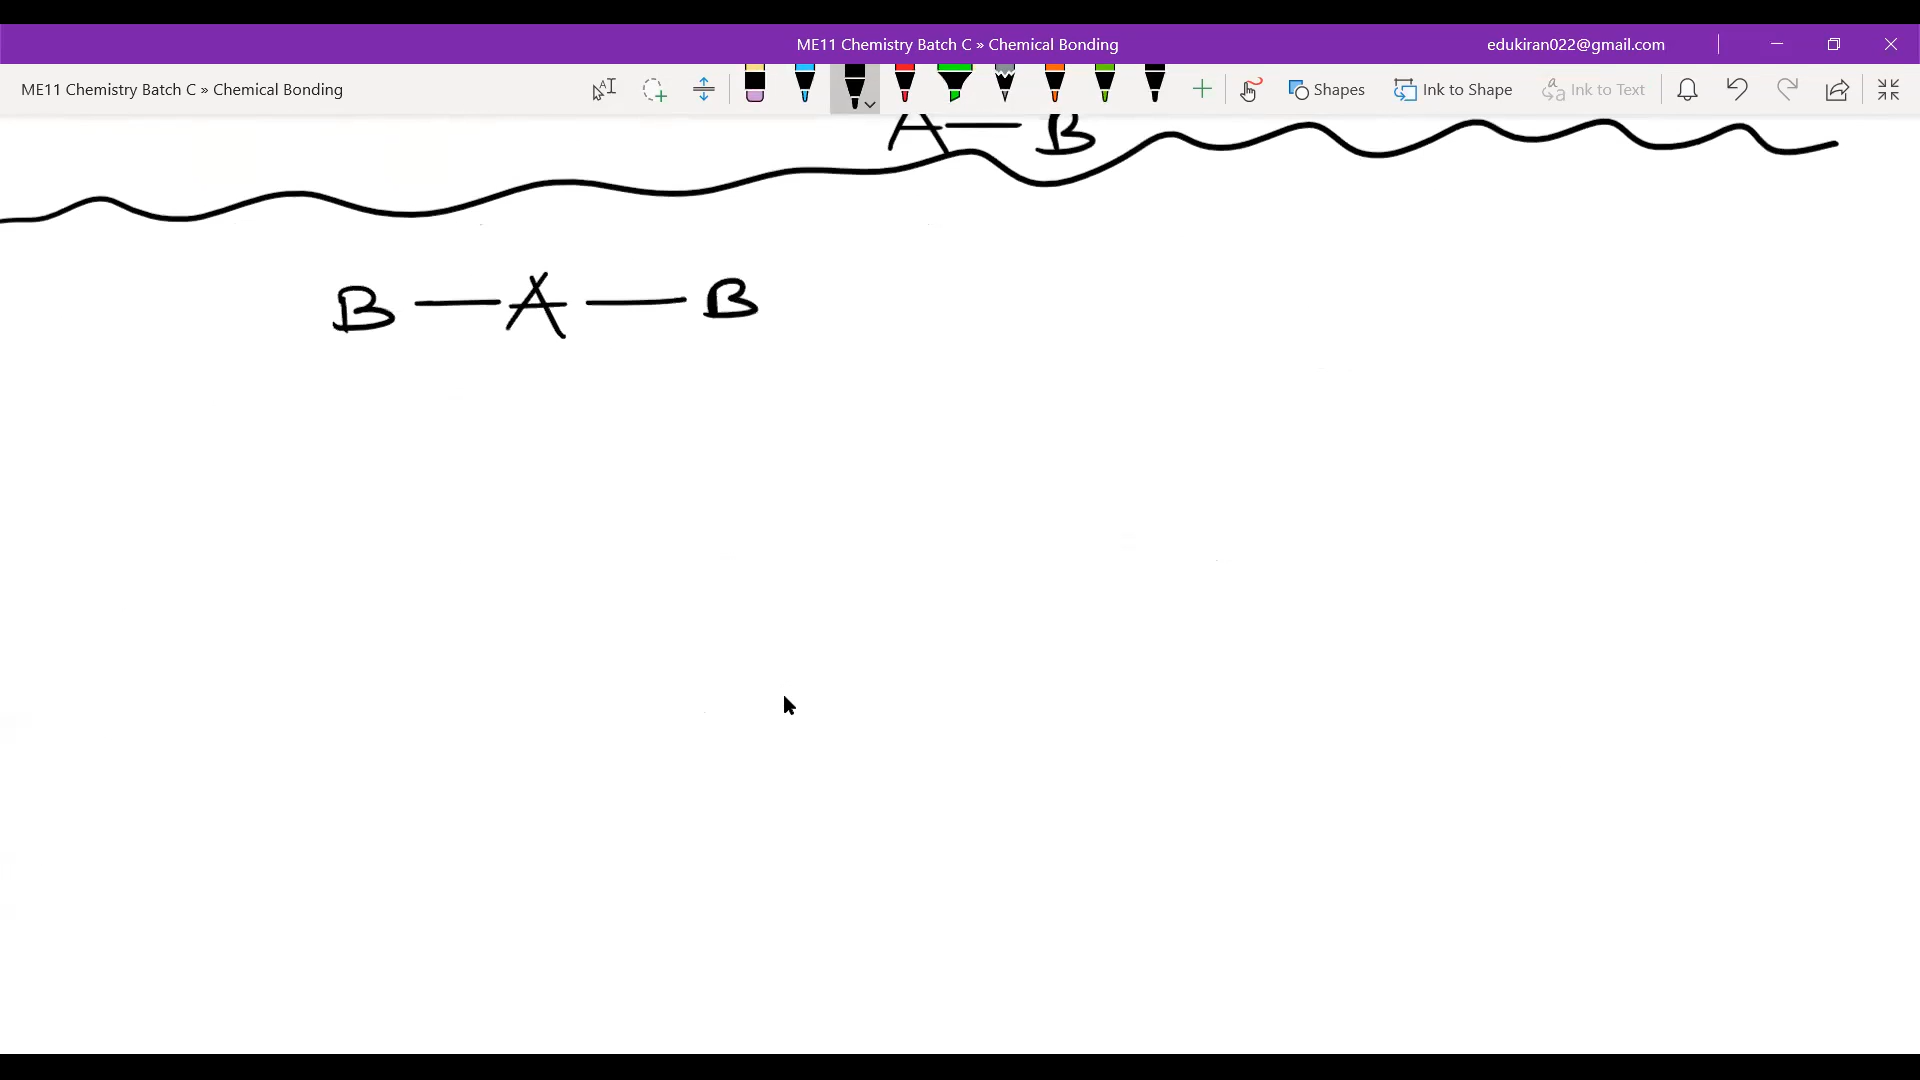 ME11 Chemistry Batch C » Chemical Bonding
edukiran022@gmail.com
ME11 Chemistry Batch C » Chemical Bonding
Shapes
Ink to Shape
Ink to Text
A — B
B — A — B